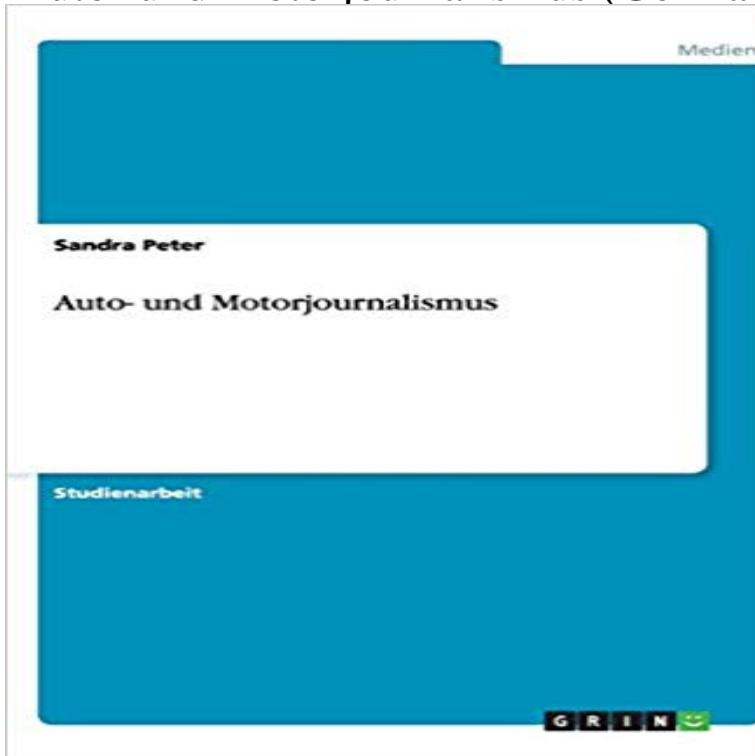 Medien
Sandra Peter
Auto- und Motorjournalismus
Studienarbeit
GRIN